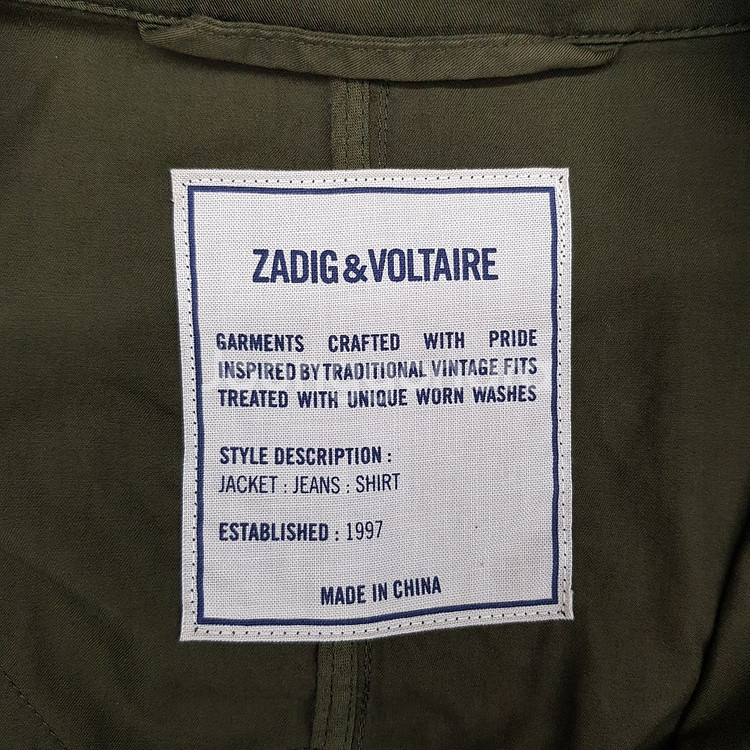 ZADIG&VOLTAIRE
GARMENTS CRAFTED WITH PRIDE
INSPIRED BY TRADITIONAL VINTAGE FITS
TREATED WITH UNIQUE WORN WASHES
STYLE DESCRIPTION :
JACKET : JEANS : SHIRT
ESTABLISHED : 1997
MADE IN CHINA